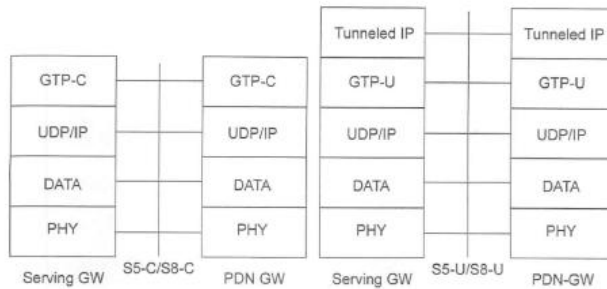 Tunneled IP Tunneled IP
GTP-C GTP-C GTP-U GTP-U
UDP/IP UDP/IP UDP/IP UDP/IP
DATA DATA DATA DATA
PHY PHY PHY PHY
Serving GW S5-C/S8-C PDN GW Serving GW S5-U/S8-U PDN-GW